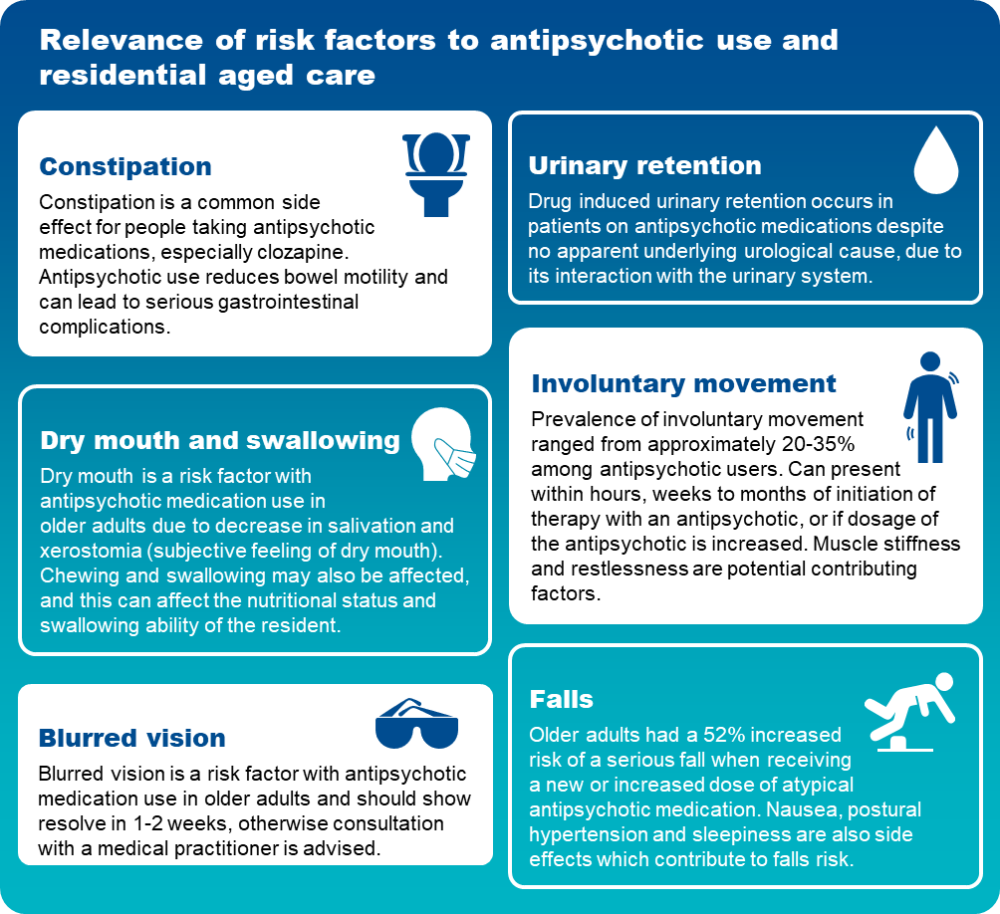 Relevance of risk factors to antipsychotic use and
residential aged care
Constipation
Constipation is a common side
effect for people taking antipsychotic
medications, especially clozapine.
Antipsychotic use reduces bowel motility and
can lead to serious gastrointestinal
complications.
Urinary retention
Drug induced urinary retention occurs in
patients on antipsychotic medications despite
no apparent underlying urological cause, due to
its interaction with the urinary system.
Dry mouth and swallowing
Dry mouth is a risk factor with
antipsychotic medication use in
older adults due to decrease in salivation and
xerostomia (subjective feeling of dry mouth).
Chewing and swallowing may also be affected,
and this can affect the nutritional status and
swallowing ability of the resident.
Involuntary movement
Prevalence of involuntary movement
ranged from approximately 20-35%
among antipsychotic users. Can present
within hours, weeks to months of initiation of
therapy with an antipsychotic, or if dosage of
the antipsychotic is increased. Muscle stiffness
and restlessness are potential contributing
factors.
Blurred vision
Blurred vision is a risk factor with antipsychotic
medication use in older adults and should show
resolve in 1-2 weeks, otherwise consultation
with a medical practitioner is advised.
Falls
Older adults had a 52% increased
risk of a serious fall when receiving
a new or increased dose of atypical
antipsychotic medication. Nausea, postural
hypertension and sleepiness are also side
effects which contribute to falls risk.